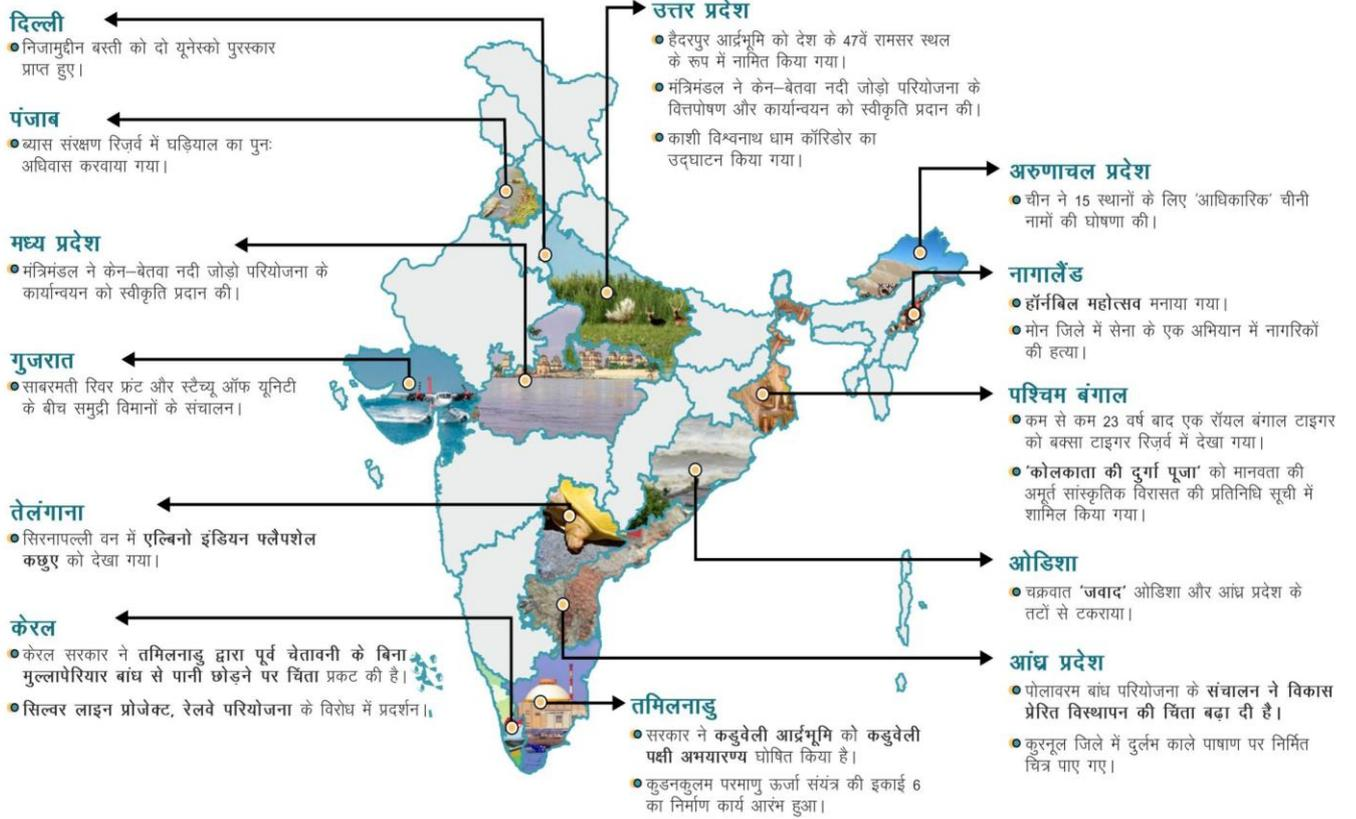 दिल्ली
निजामुद्दीन बस्ती को दो यूनेस्को पुरस्कार
प्राप्त हुए।
पंजाब
ब्यास संरक्षण रिज़र्व में घड़ियाल का पुनः
अधिवास करवाया गया।
मध्य प्रदेश
मंत्रिमंडल ने केन–बेतवा नदी जोड़ो परियोजना के
कार्यान्वयन को स्वीकृति प्रदान की।
गुजरात
साबरमती रिवर फ्रंट और स्टैच्यू ऑफ यूनिटी
के बीच समुद्री विमानों के संचालन।
तेलंगाना
सिरनापल्ली वन में एल्बिनो इंडियन फ्लैपशेल
कछुए को देखा गया।
केरल
केरल सरकार ने तमिलनाडु द्वारा पूर्व चेतावनी के बिना
मुल्लापेरियार बांध से पानी छोड़ने पर चिंता प्रकट की है।
सिल्वर लाइन प्रोजेक्ट, रेलवे परियोजना के विरोध में प्रदर्शन।
उत्तर प्रदेश
हैदरपुर आर्द्रभूमि को देश के 47वें रामसर स्थल
के रूप में नामित किया गया।
मंत्रिमंडल ने केन–बेतवा नदी जोड़ो परियोजना के
वित्तपोषण और कार्यान्वयन को स्वीकृति प्रदान की।
काशी विश्वनाथ धाम कॉरिडोर का
उद्घाटन किया गया।
अरुणाचल प्रदेश
चीन ने 15 स्थानों के लिए 'आधिकारिक' चीनी
नामों की घोषणा की।
नागालैंड
हॉर्नबिल महोत्सव मनाया गया।
मोन जिले में सेना के एक अभियान में नागरिकों
की हत्या।
पश्चिम बंगाल
कम से कम 23 वर्ष बाद एक रॉयल बंगाल टाइगर
को बक्सा टाइगर रिज़र्व में देखा गया।
'कोलकाता की दुर्गा पूजा' को मानवता की
अमूर्त सांस्कृतिक विरासत की प्रतिनिधि सूची में
शामिल किया गया।
ओडिशा
चक्रवात 'जवाद' ओडिशा और आंध्र प्रदेश के
तटों से टकराया।
आंध्र प्रदेश
पोलावरम बांध परियोजना के संचालन ने विकास
प्रेरित विस्थापन की चिंता बढ़ा दी है।
कुरनूल जिले में दुर्लभ काले पाषाण पर निर्मित
चित्र पाए गए।
तमिलनाडु
सरकार ने कडुवेली आर्द्रभूमि को कडुवेली
पक्षी अभयारण्य घोषित किया है।
कुडनकुलम परमाणु ऊर्जा संयंत्र की इकाई 6
का निर्माण कार्य आरंभ हुआ।